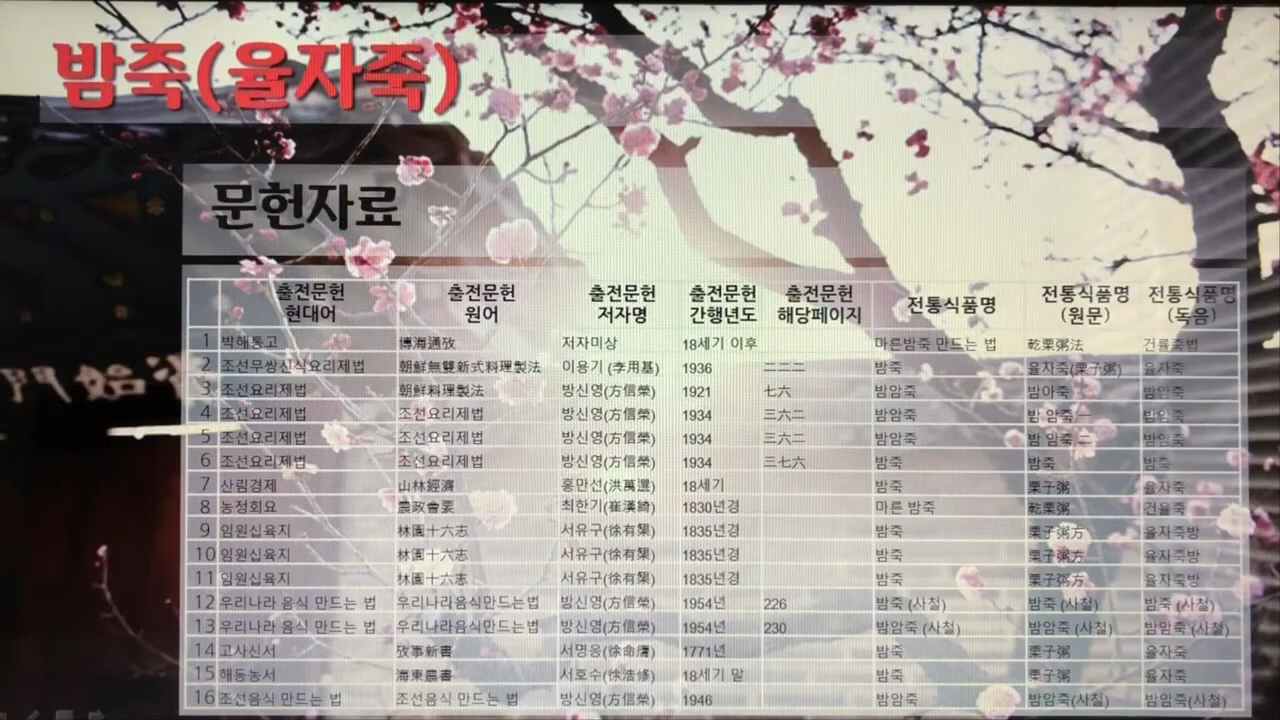 밤죽(율자죽)
문헌자료
출전문헌 현대어 출전문헌 원어 출전문헌 저자명 출전문헌 간행년도 출전문헌 해당페이지 전통식품명 전통식품명 (원문) 전통식품명 (독음)
1 박해통고 博海通攷 저자미상 18세기 이후 마른밤죽 만드는 법 乾栗粥法 건률죽법
2 조선무쌍신식요리제법 朝鮮無雙新式料理製法 이용기 (李用基) 1936 二二二 밤죽 율자죽(栗子粥) 율자죽
3 조선요리제법 朝鮮料理製法 방신영(方信榮) 1921 七六 밤암죽 밤아죽 밤암죽
4 조선요리제법 조선요리제법 방신영(方信榮) 1934 三六二 밤암죽 밤 암죽 一 밤암죽
5 조선요리제법 조선요리제법 방신영(方信榮) 1934 三六二 밤암죽 밤 암죽 二 밤암죽
6 조선요리제법 조선요리제법 방신영(方信榮) 1934 三七六 밤죽 밤죽 밤죽
7 산림경제 山林經濟 홍만선(洪萬選) 18세기 밤죽 栗子粥 율자죽
8 농정회요 農政會要 최한기(崔漢綺) 1830년경 마른 밤죽 乾栗粥 건율죽
9 임원십육지 林園十六志 서유구(徐有榘) 1835년경 밤죽 栗子粥方 율자죽방
10 임원십육지 林園十六志 서유구(徐有榘) 1835년경 밤죽 栗子粥方 율자죽방
11 임원십육지 林園十六志 서유구(徐有榘) 1835년경 밤죽 栗子粥方 율자죽방
12 우리나라 음식 만드는 법 우리나라음식만드는법 방신영(方信榮) 1954년 226 밤죽 (사철) 밤죽 (사철) 밤죽 (사철)
13 우리나라 음식 만드는 법 우리나라음식만드는법 방신영(方信榮) 1954년 230 밤암죽 (사철) 밤암죽 (사철) 밤암죽 (사철)
14 고사신서 攷事新書 서명응(徐命膺) 1771년 밤죽 栗子粥 율자죽
15 해동농서 海東農書 서호수(徐浩修) 18세기 말 밤죽 栗子粥 율자죽
16 조선음식 만드는 법 조선음식 만드는 법 방신영(方信榮) 1946 밤암죽 밤암죽(사철) 밤암죽(사철)